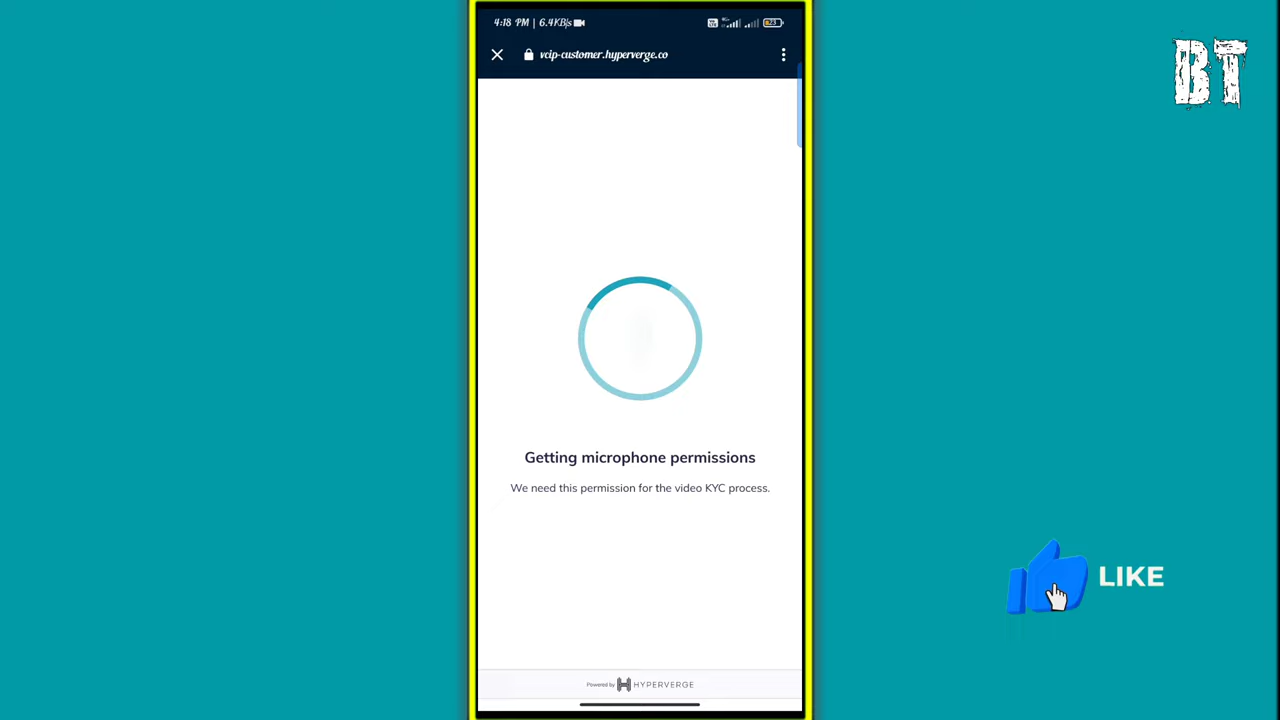 4:18 PM | 6.4KB/s
23
BT
vcip-customer.hyperverge.co
Getting microphone permissions
We need this permission for the video KYC process.
LIKE
Powered by HYPERVERGE